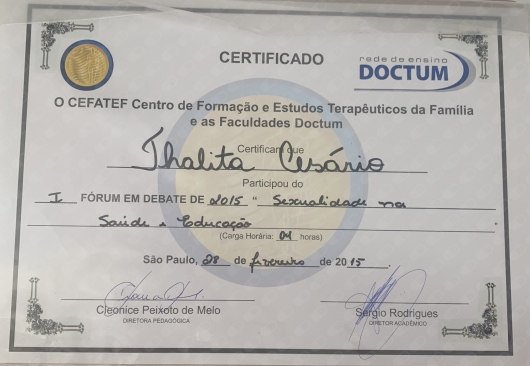 CERTIFICADO
rede de ensino
DOCTUM
O CEFATEF Centro de Formação e Estudos Terapêuticos da Família
e as Faculdades Doctum
Certificam que
Thalita Cesário
Participou do
I FÓRUM EM DEBATE DE 2015 " Sexualidade na
Saúde e Educação "
(Carga Horária: 04 horas)
São Paulo, 28 de fevereiro de 2015.
Cleonice Peixoto de Melo Sérgio Rodrigues
DIRETORA PEDAGÓGICA DIRETOR ACADÊMICO